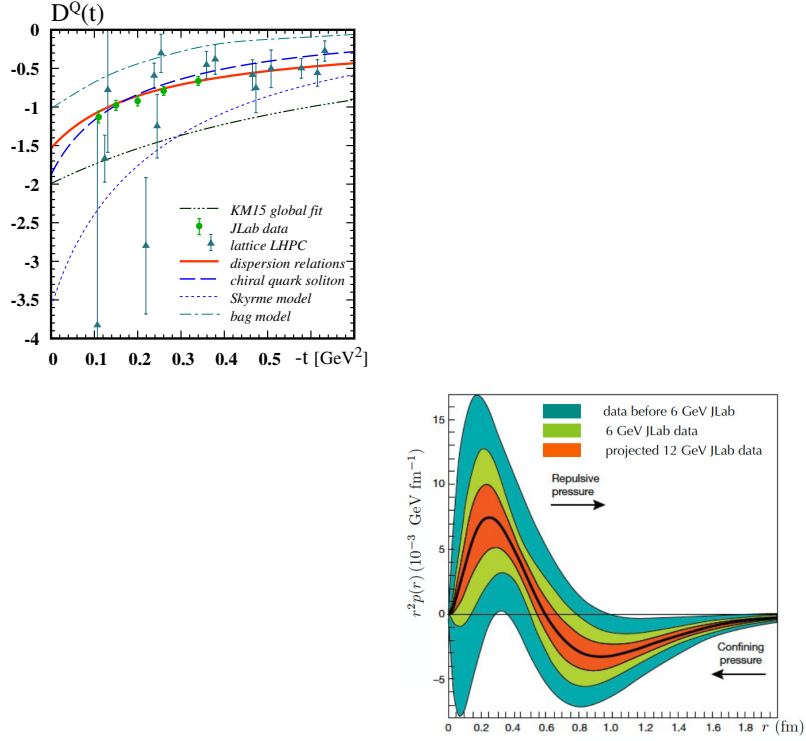 D^Q(t)
0
-0.5
-1
-1.5
-2
-2.5
-3
-3.5
-4
KM15 global fit
JLab data
lattice LHPC
dispersion relations
chiral quark soliton
Skyrme model
bag model
0 0.1 0.2 0.3 0.4 0.5 -t [GeV^2]
r^2p(r) (10^-3 GeV fm^-1)
15
10
5
0
-5
data before 6 GeV JLab
6 GeV JLab data
projected 12 GeV JLab data
Repulsive
pressure
Confining
pressure
0 0.2 0.4 0.6 0.8 1.0 1.2 1.4 1.6 1.8 r (fm)